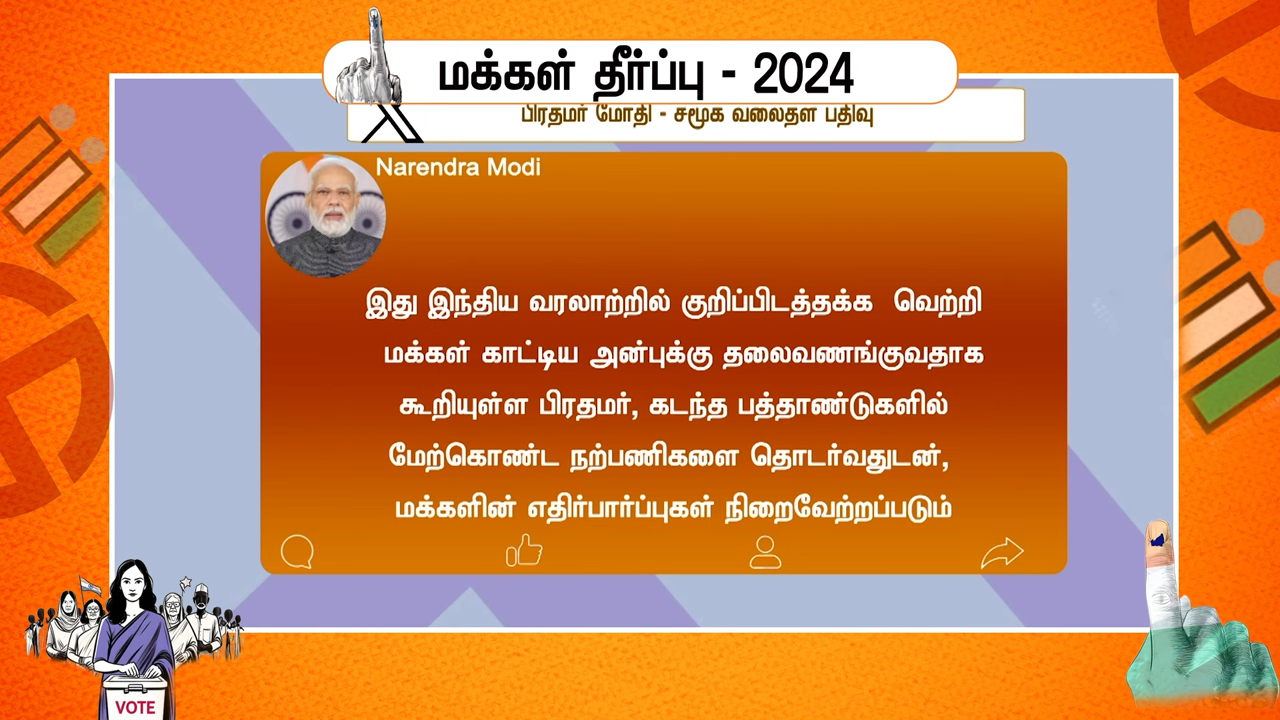 மக்கள் தீர்ப்பு - 2024
பிரதமர் மோதி - சமூக வலைதள பதிவு
Narendra Modi
இது இந்திய வரலாற்றில் குறிப்பிடத்தக்க வெற்றி
மக்கள் காட்டிய அன்புக்கு தலைவணங்குவதாக
கூறியுள்ள பிரதமர், கடந்த பத்தாண்டுகளில்
மேற்கொண்ட நற்பணிகளை தொடர்வதுடன்,
மக்களின் எதிர்பார்ப்புகள் நிறைவேற்றப்படும்
VOTE